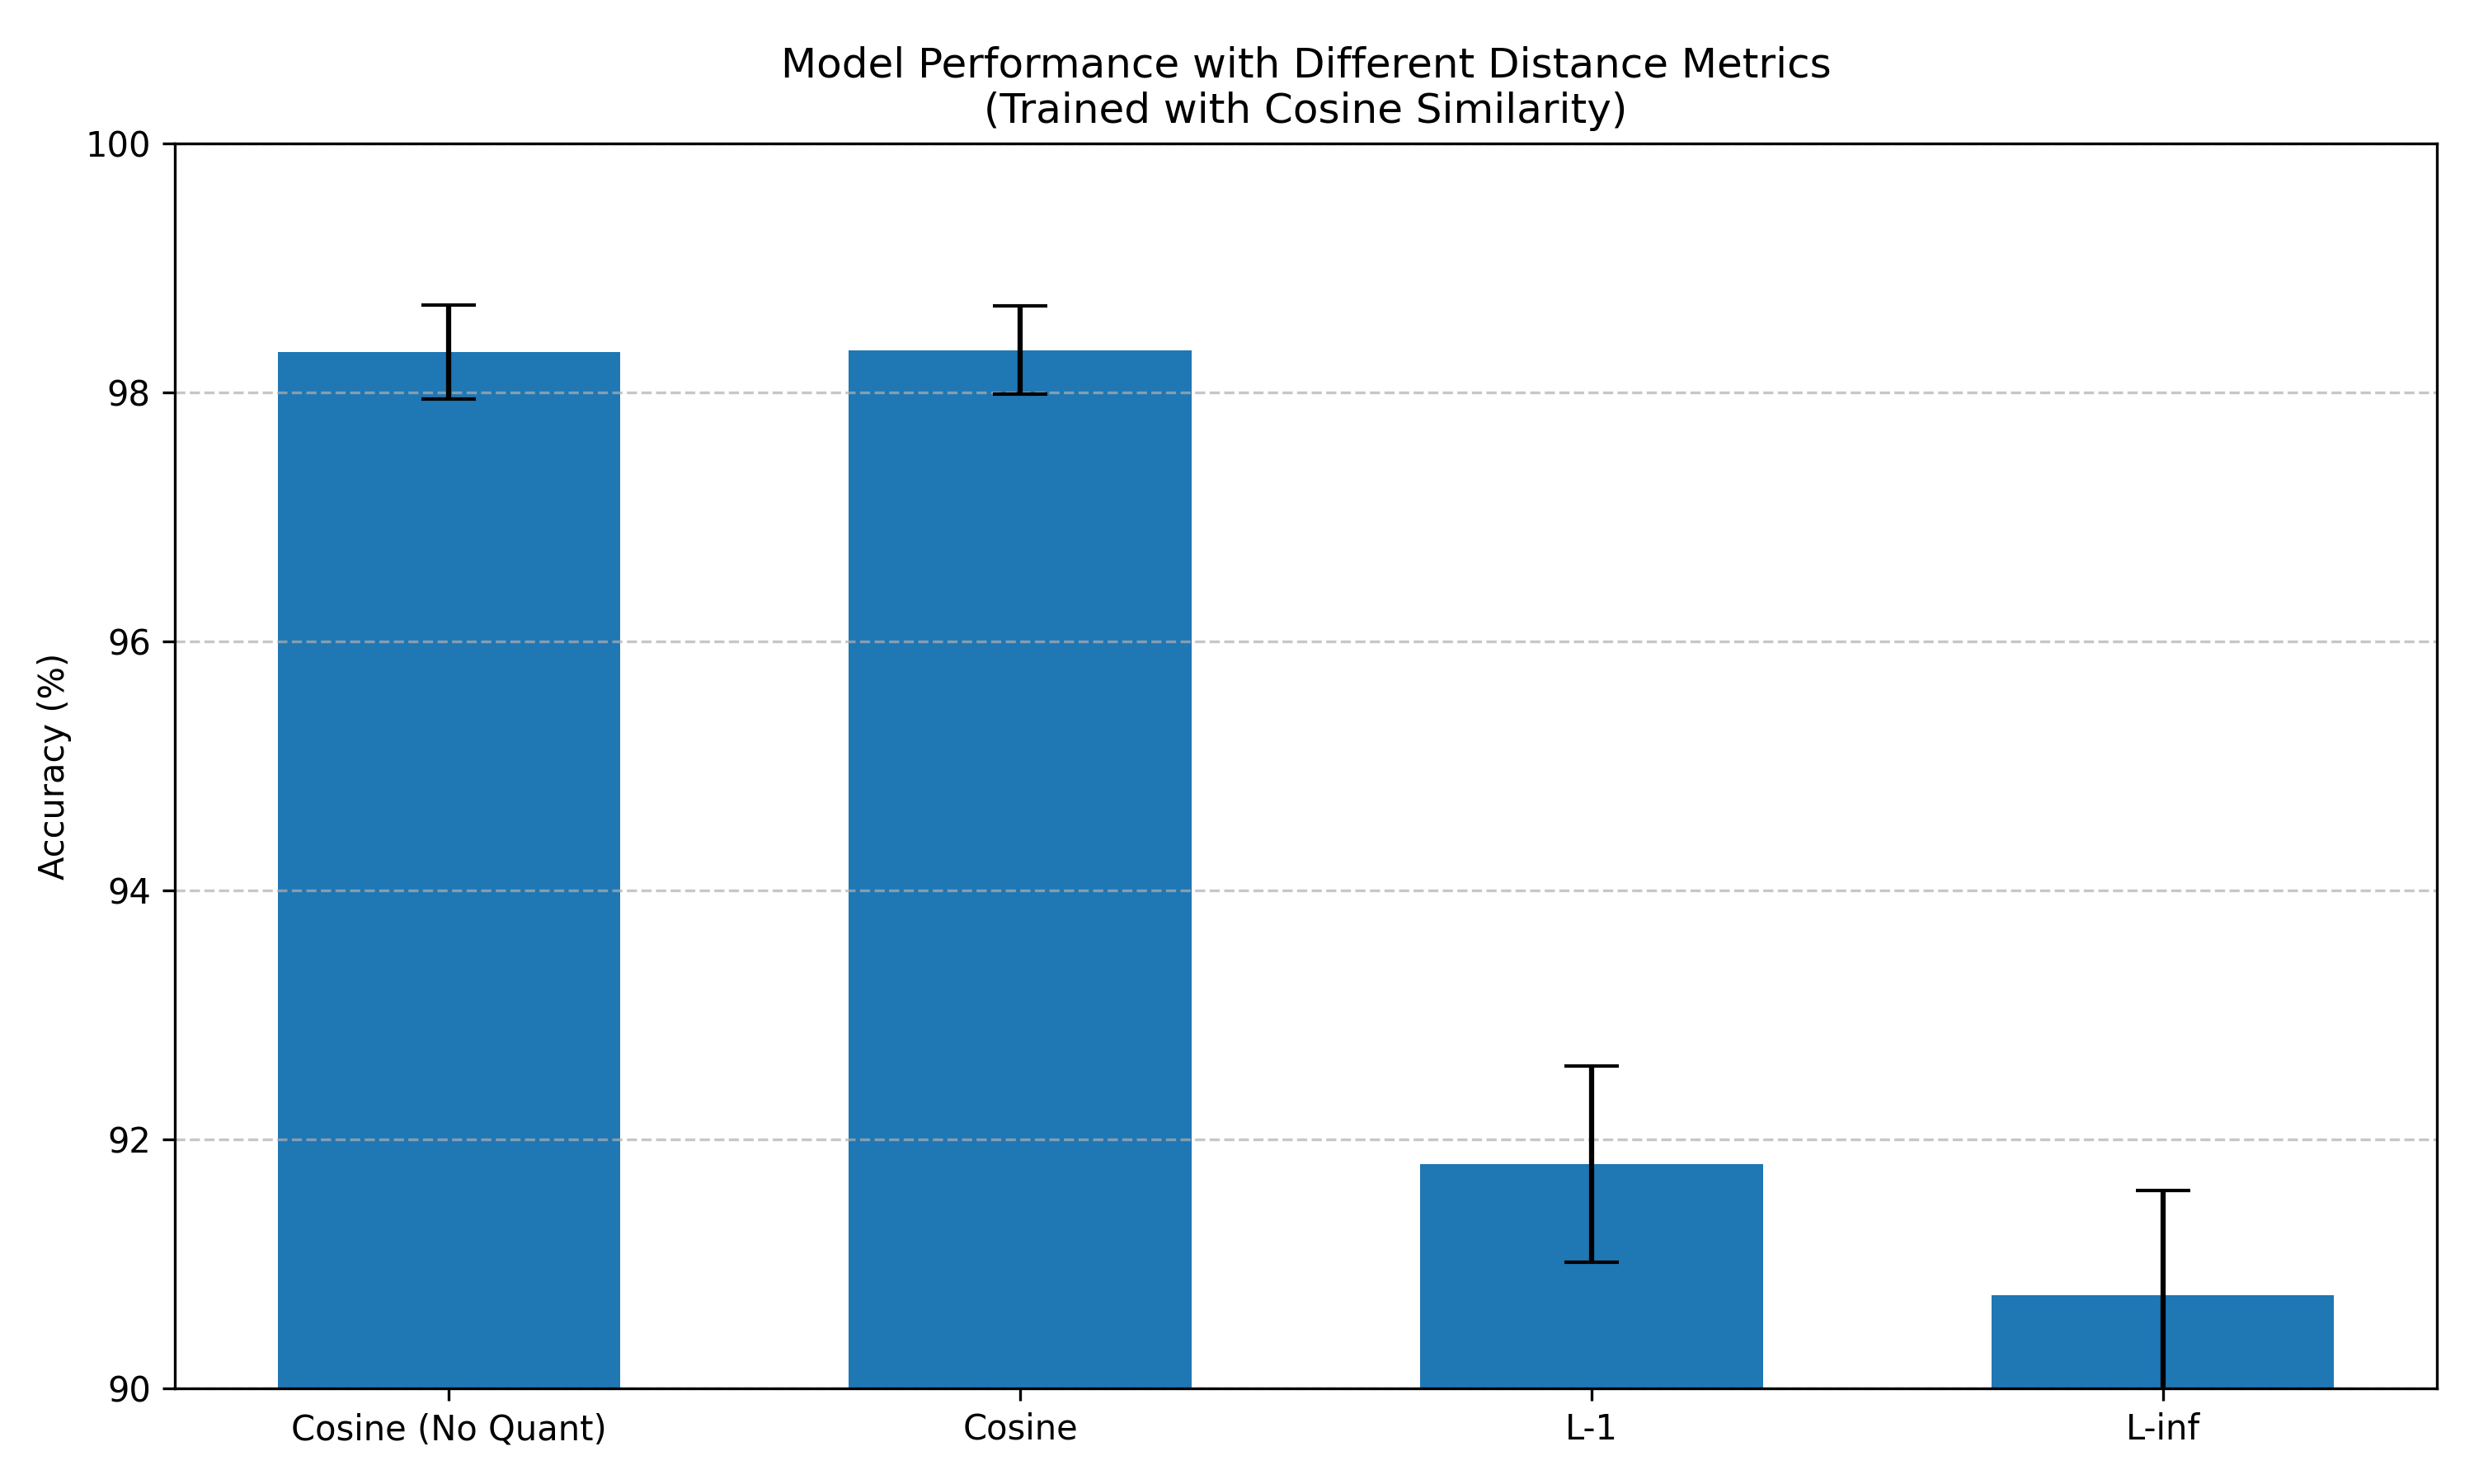 Model Performance with Different Distance Metrics
(Trained with Cosine Similarity)
100
98
96
94
92
90
Accuracy (%)
Cosine (No Quant)
Cosine
L-1
L-inf